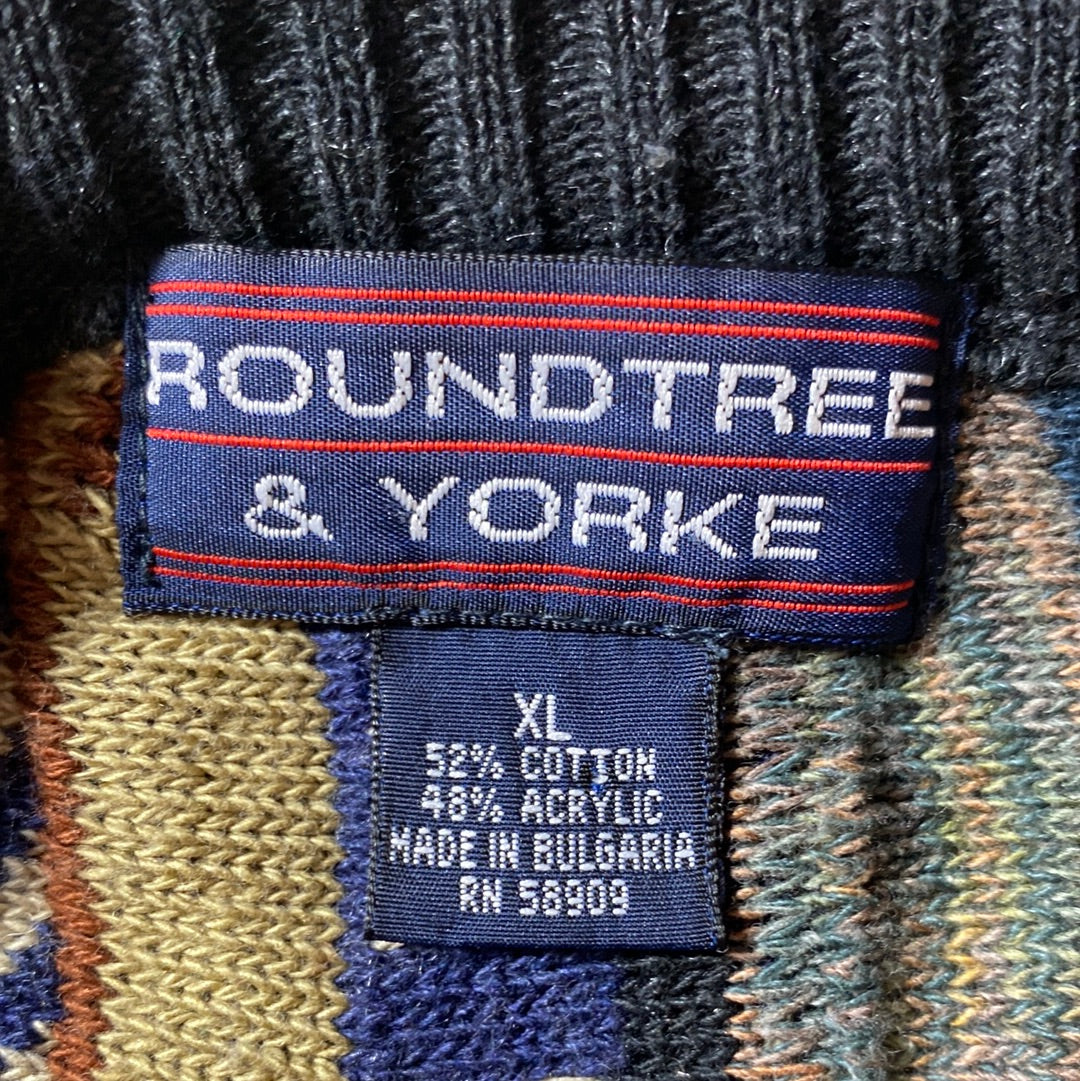 ROUNDTREE
& YORKE
XL
52% COTTON
48% ACRYLIC
MADE IN BULGARIA
RN 58909